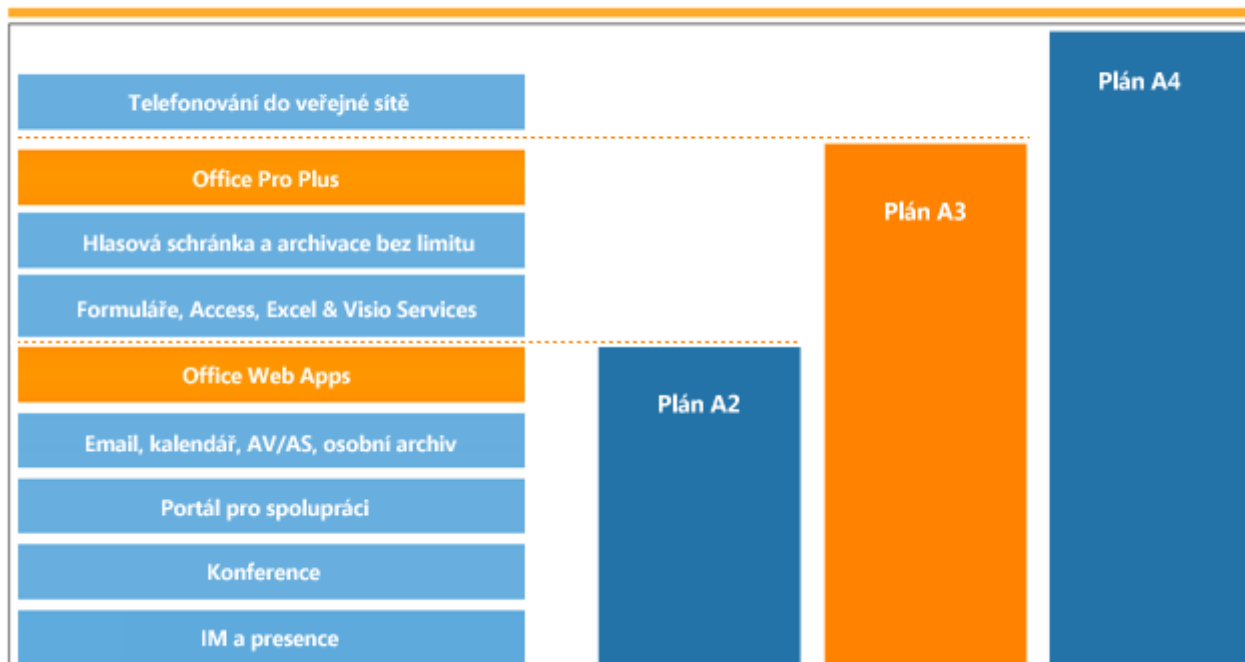 Telefonování do veřejné sítě
Office Pro Plus
Hlasová schránka a archivace bez limitu
Formuláře, Access, Excel & Visio Services
Office Web Apps
Email, kalendář, AV/AS, osobní archiv
Portál pro spolupráci
Konference
IM a presence
Plán A2
Plán A3
Plán A4